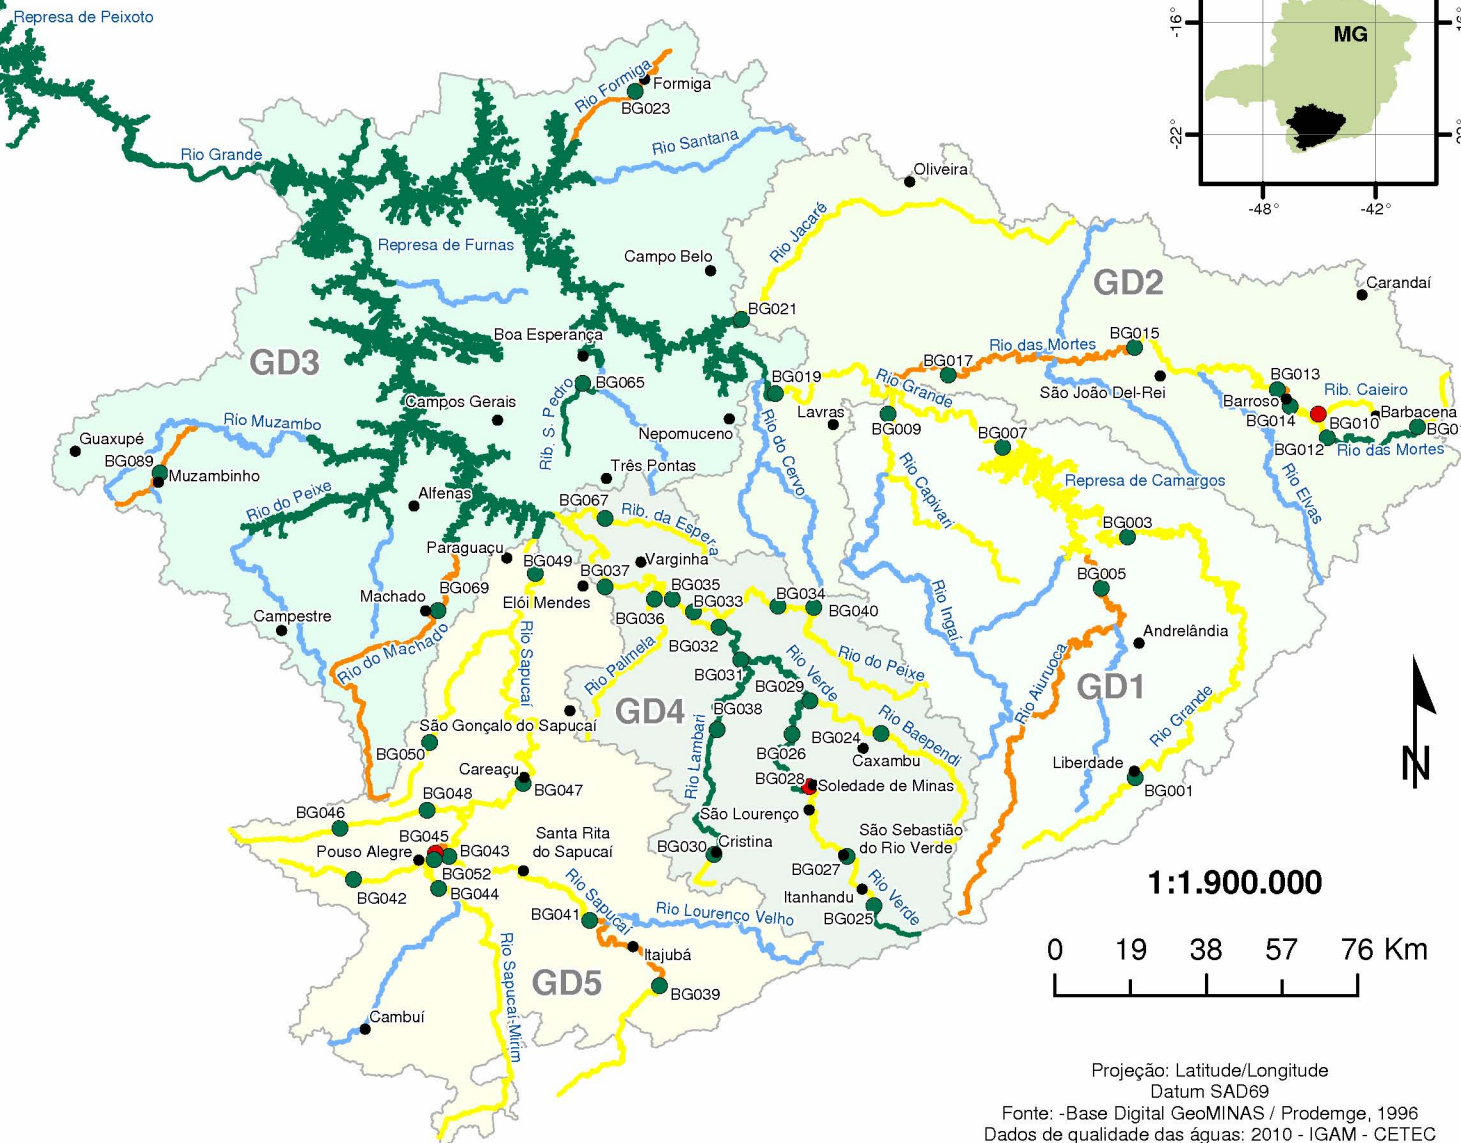 Represa de Peixoto
-16°
MG
-22°
-48°
-42°
Rio Formiga
Formiga
BG023
Rio Santana
Rio Grande
Oliveira
Rio Jacaré
Represa de Furnas
Campo Belo
GD2
Carandaí
BG021
Boa Esperança
GD3
BG015
Rio das Mortes
BG017
BG019
Rio Grande
BG065
Rib. S. Pedro
São João Del-Rei
BG013
Rib. Caieiro
Barroso
Barbacena
BG014
BG010
BG012
Rio das Mortes
Campos Gerais
Lavras
BG009
Rio Muzambo
Nepomuceno
Rio do Cervo
BG007
Guaxupé
BG089
Muzambinho
Três Pontas
Rio Capivari
Represa de Camargos
Rio Elvas
Rio do Peixe
Alfenas
BG067
Rib. da Espera
BG003
Paraguaçu
BG049
Varginha
BG037
BG035
BG005
Machado
BG069
Elói Mendes
BG036
BG033
BG034
BG040
Rio Ingaí
Campestre
Rio do Machado
Rio Sapucaí
BG032
Andrelândia
Rio Palmela
BG031
Rio Verde
Rio do Peixe
BG029
Rio Aiuruoca
GD1
GD4
BG038
São Gonçalo do Sapucaí
Rio Lambari
BG024
Rio Baependi
Rio Grande
BG050
BG026
Caxambu
Careaçu
BG028
Soledade de Minas
Liberdade
BG047
BG001
BG048
BG046
São Lourenço
N
BG045
Santa Rita
do Sapucaí
São Sebastião
do Rio Verde
Pouso Alegre
BG043
BG030
Cristina
BG052
BG027
BG042
BG044
Rio Sapucaí
Itanhandu
Rio Verde
BG025
1:1.900.000
BG041
Rio Lourenço Velho
Itajubá
0 19 38 57 76 Km
Rio Sapucaí-Mirim
GD5
BG039
Cambuí
Projeção: Latitude/Longitude
Datum SAD69
Fonte: -Base Digital GeoMINAS / Prodemge, 1996
Dados de qualidade das águas: 2010 - IGAM - CETEC